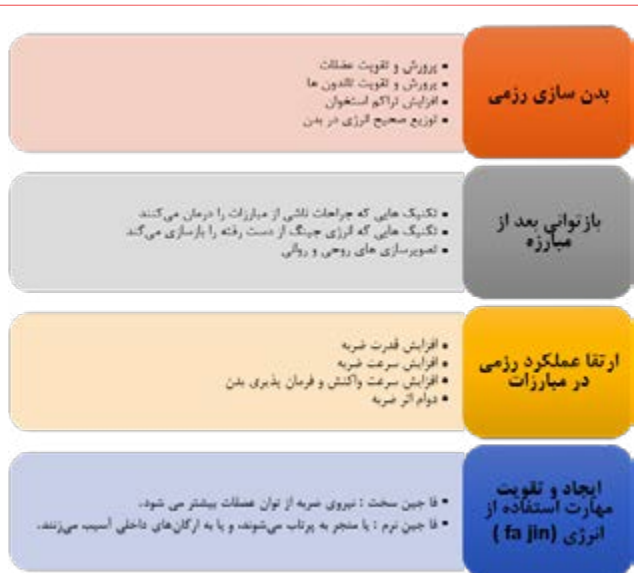 بدن سازی رزمی
• پرورش و تقویت عضلات
• پرورش و تقویت تاندون ها
• افزایش تراکم استخوان
• توزیع صحیح انرژی در بدن
بازتوانی بعد از
مبارزه
• تکنیک هایی که جراحات ناشی از مبارزات را درمان می‌کنند
• تکنیک هایی که انرژی جینگ از دست رفته را بازسازی می‌کند
• تصویرسازی های روحی و روانی
ارتقا عملکرد رزمی
در مبارزات
• افزایش قدرت ضربه
• افزایش سرعت ضربه
• افزایش سرعت واکنش و فرمان پذیری بدن
• دوام اثر ضربه
ایجاد و تقویت
مهارت استفاده از
انرژی (fa jin )
• فا جین سخت : نیروی ضربه از توان عضلات بیشتر می شود.
• فا جین نرم : یا منجر به پرتاب می‌شوند، و یا به ارگان‌های داخلی آسیب می‌زنند.